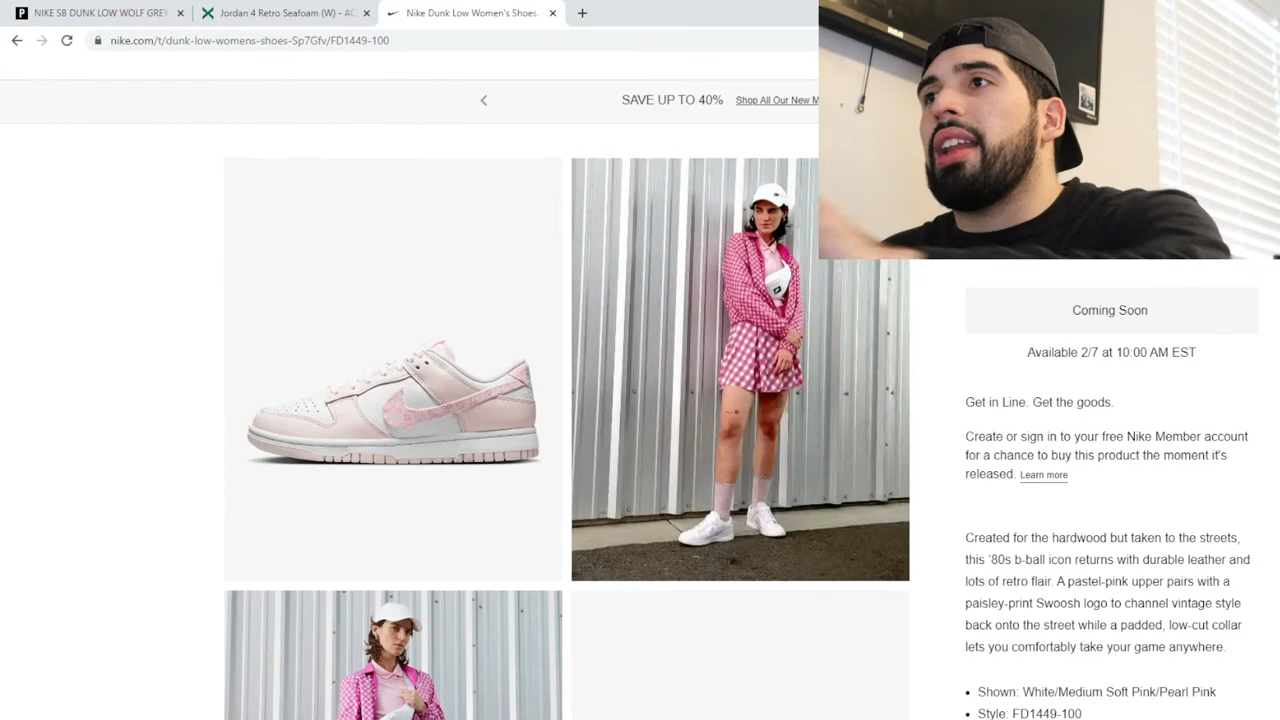 NIKE SB DUNK LOW WOLF GREY
Jordan 4 Retro Seafoam (W) - AC
Nike Dunk Low Women's Shoes.
nike.com/t/dunk-low-womens-shoes-Sp7Gfv/FD1449-100
SAVE UP TO 40% Shop All Our New M
Coming Soon
Available 2/7 at 10:00 AM EST
Get in Line. Get the goods.
Create or sign in to your free Nike Member account
for a chance to buy this product the moment it's
released. Learn more
Created for the hardwood but taken to the streets,
this '80s b-ball icon returns with durable leather and
lots of retro flair. A pastel-pink upper pairs with a
paisley-print Swoosh logo to channel vintage style
back onto the street while a padded, low-cut collar
lets you comfortably take your game anywhere.
• Shown: White/Medium Soft Pink/Pearl Pink
• Style: FD1449-100